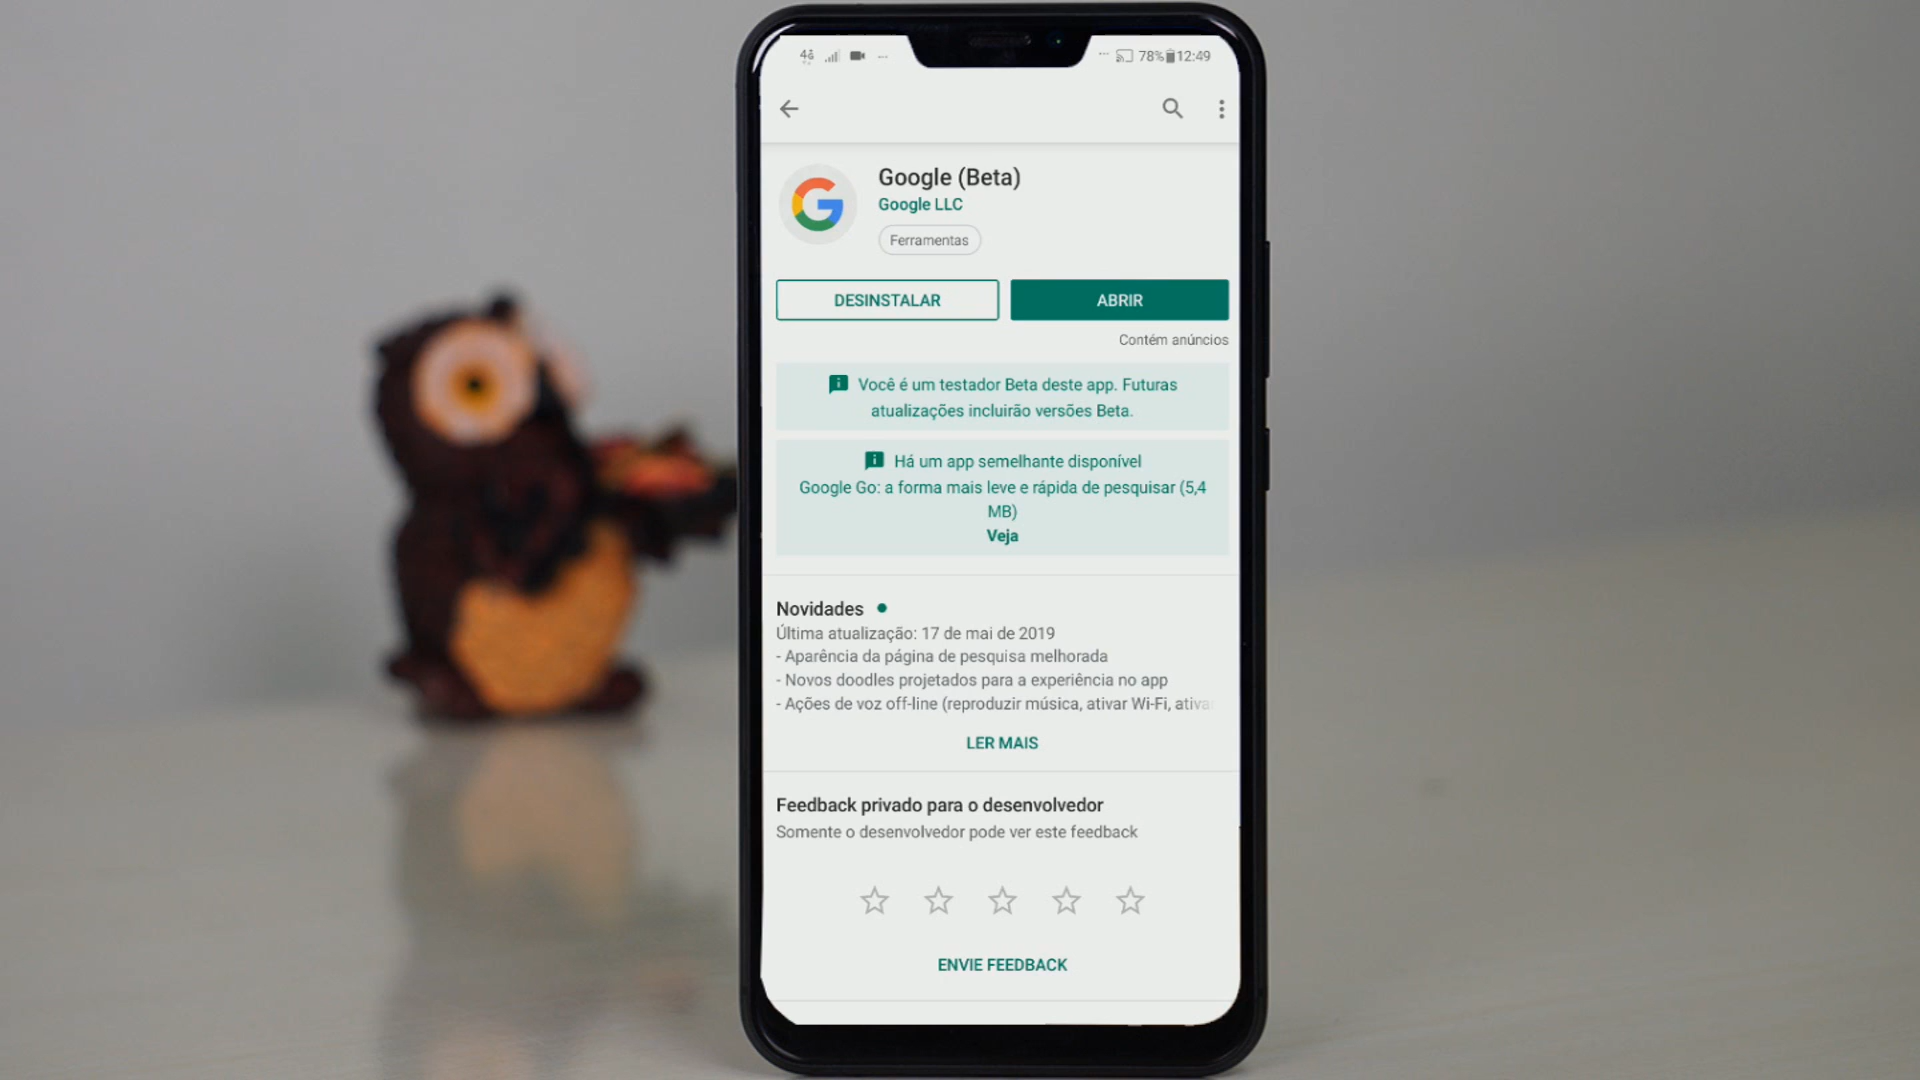 4G 78% 12:49
Google (Beta)
Google LLC
Ferramentas
DESINSTALAR
ABRIR
Contém anúncios
Você é um testador Beta deste app. Futuras
atualizações incluirão versões Beta.
Há um app semelhante disponível
Google Go: a forma mais leve e rápida de pesquisar (5,4
MB)
Veja
Novidades
Última atualização: 17 de mai de 2019
- Aparência da página de pesquisa melhorada
- Novos doodles projetados para a experiência no app
- Ações de voz off-line (reproduzir música, ativar Wi-Fi, ativa
LER MAIS
Feedback privado para o desenvolvedor
Somente o desenvolvedor pode ver este feedback
ENVIE FEEDBACK